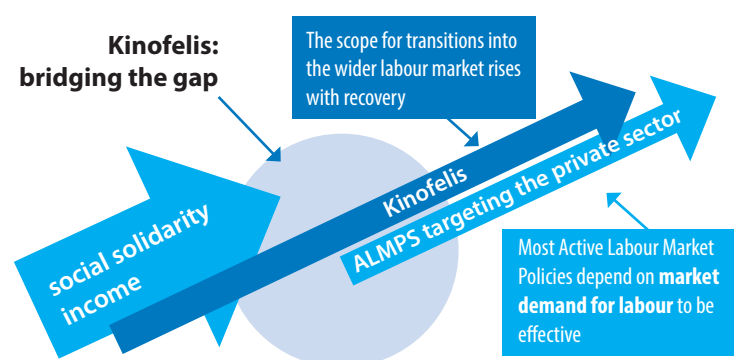 Kinofelis:
bridging the gap
The scope for transitions into
the wider labour market rises
with recovery
social solidarity
income
Kinofelis
ALMPS targeting the private sector
Most Active Labour Market
Policies depend on market
demand for labour to be
effective